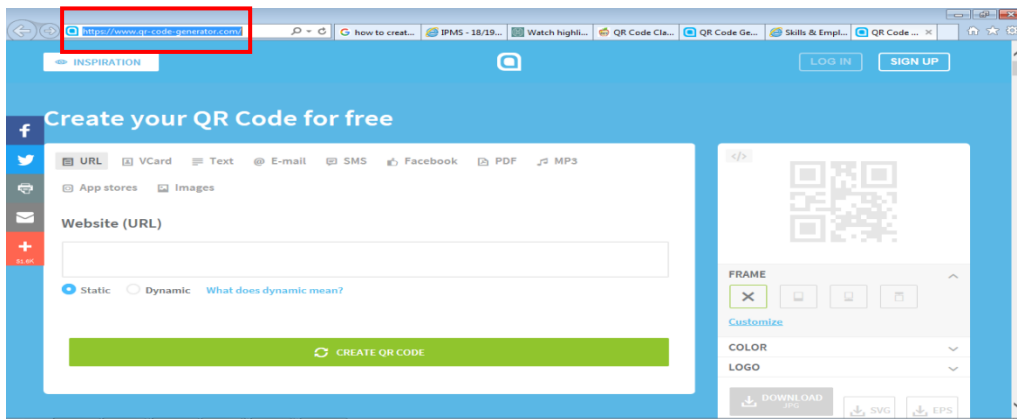 https://www.qr-code-generator.com/
how to creat...
IPMS - 18/19...
Watch highli...
QR Code Cla...
QR Code Ge...
Skills & Empl...
QR Code ...
INSPIRATION
LOG IN
SIGN UP
Create your QR Code for free
URL VCard Text E-mail SMS Facebook PDF MP3
App stores Images
Website (URL)
Static Dynamic What does dynamic mean?
CREATE QR CODE
</>
FRAME
Customize
COLOR
LOGO
DOWNLOAD
JPG
SVG
EPS